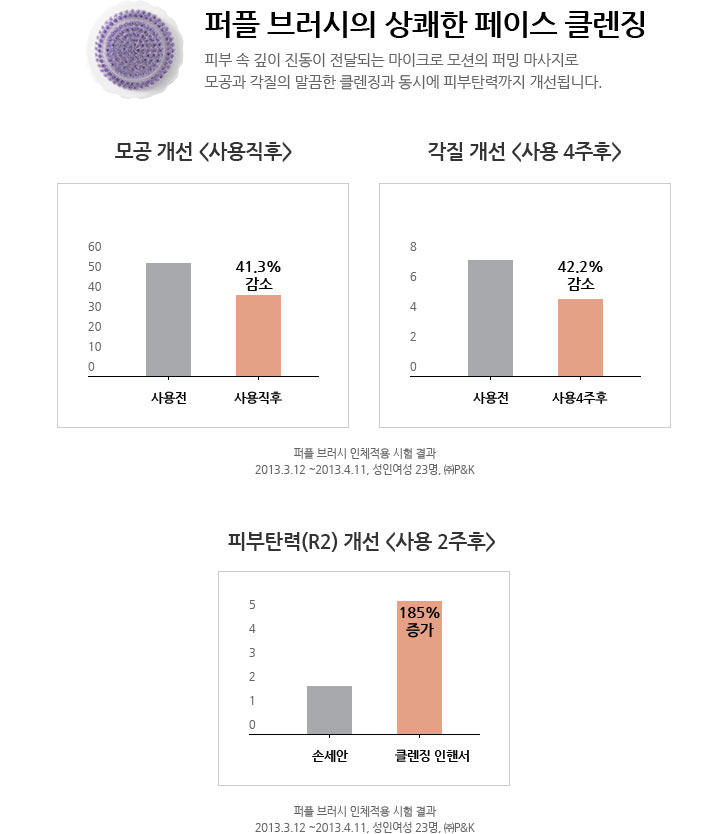 퍼플 브러시의 상쾌한 페이스 클렌징
피부 속 깊이 진동이 전달되는 마이크로 모션의 퍼밍 마사지로
모공과 각질의 말끔한 클렌징과 동시에 피부탄력까지 개선됩니다.
모공 개선 <사용직후>
60
50
40
30
20
10
0
41.3%
감소
사용전
사용직후
각질 개선 <사용 4주후>
8
6
4
2
0
42.2%
감소
사용전
사용4주후
퍼플 브러시 인체적용 시험 결과
2013.3.12 ~2013.4.11, 성인여성 23명, ㈜P&K
피부탄력(R2) 개선 <사용 2주후>
5
4
3
2
1
0
185%
증가
손세안
클렌징 인핸서
퍼플 브러시 인체적용 시험 결과
2013.3.12 ~2013.4.11, 성인여성 23명, ㈜P&K